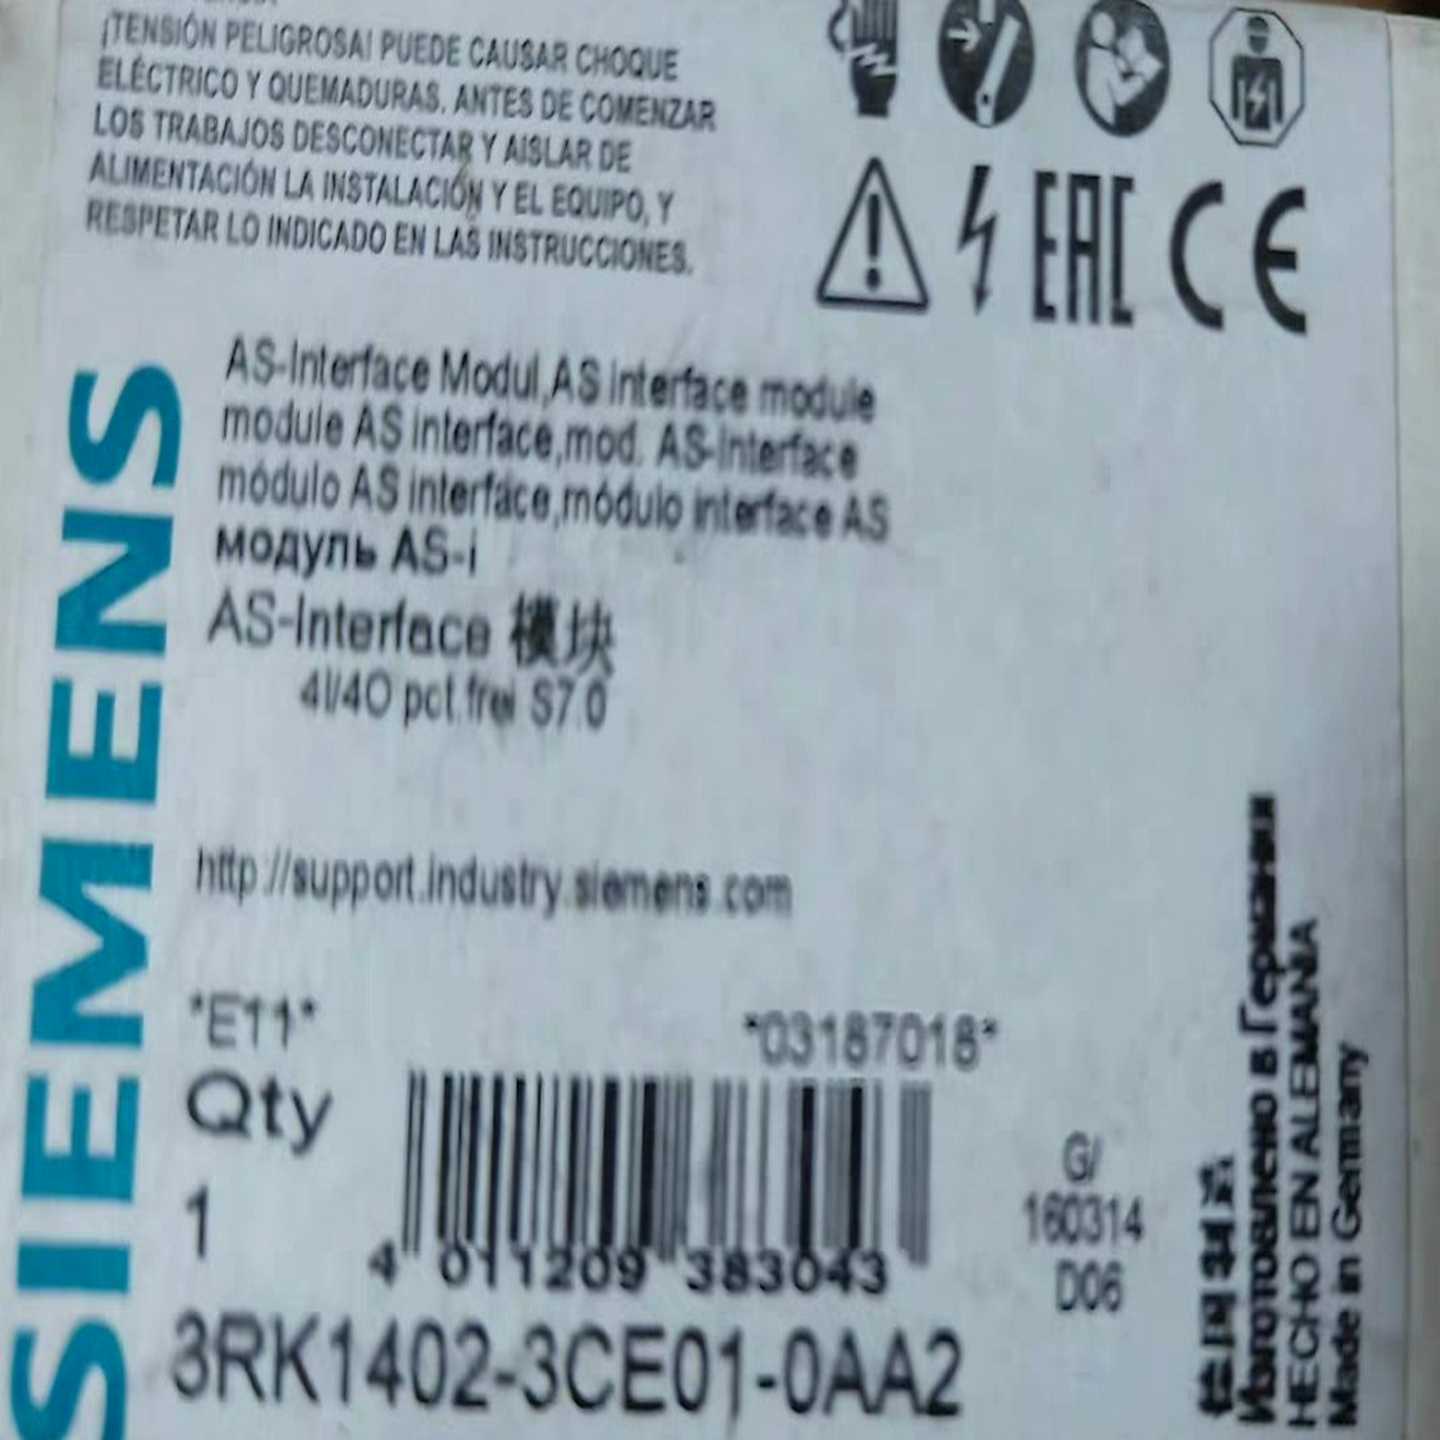 ¡TENSIÓN PELIGROSA! PUEDE CAUSAR CHOQUE
ELÉCTRICO Y QUEMADURAS. ANTES DE COMENZAR
LOS TRABAJOS DESCONECTAR Y AISLAR DE
ALIMENTACIÓN LA INSTALACIÓN Y EL EQUIPO, Y
RESPETAR LO INDICADO EN LAS INSTRUCCIONES.
EAC CE
SIEMENS
AS-Interface Modul,AS interface module
module AS interface,mod. AS-Interface
módulo AS interface,módulo interface AS
модуль AS-i
AS-Interface 模块
4I/4O pct.frei S7.0
http://support.industry.siemens.com
*E11*
*03187018*
Qty
1
4 011209 383043
G/
160314
D06
3RK1402-3CE01-0AA2
德国制造
Изготовлено в Германии
HECHO EN ALEMANIA
Made in Germany